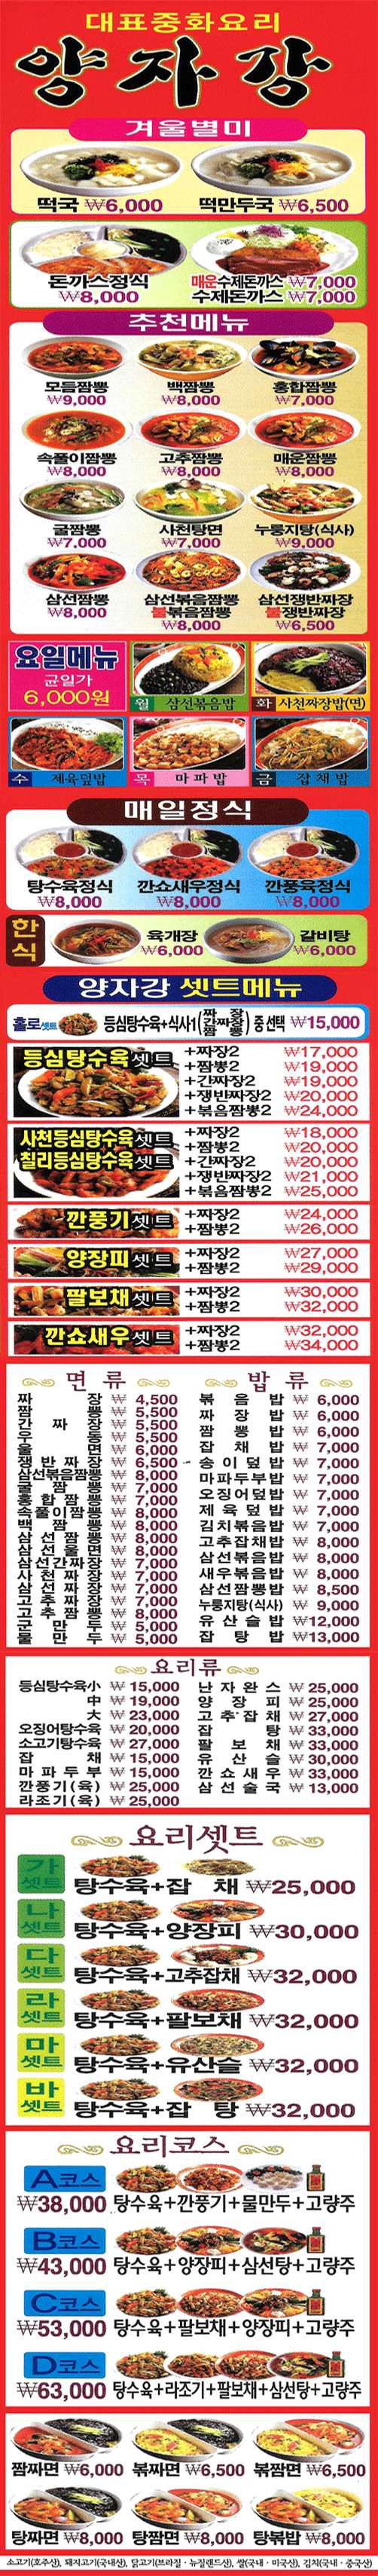 대표중화요리
양자장
겨울별미
떡국 ₩6,000 떡만두국 ₩6,500
돈까스정식 ₩8,000
매운수제돈까스 ₩7,000
수제돈까스 ₩7,000
추천메뉴
모듬짬뽕 백짬뽕 홍합짬뽕
₩9,000 ₩8,000 ₩7,000
속풀이짬뽕 고추짬뽕 매운짬뽕
₩8,000 ₩8,000 ₩8,000
굴짬뽕 사천탕면 누룽지탕(식사)
₩7,000 ₩7,000 ₩9,000
삼선짬뽕 삼선볶음짬뽕 삼선쟁반짜장
₩8,000 불볶음짬뽕 불쟁반짜장
₩8,000 ₩6,500
요일메뉴
균일가
6,000원
월 삼선볶음밥 화 사천짜장밥(면)
수 제육덮밥 목 마파밥 금 잡채밥
매일정식
탕수육정식 깐쇼새우정식 깐풍육정식
₩8,000 ₩8,000 ₩8,000
한식
육개장 ₩6,000 갈비탕 ₩6,000
양자강 셋트메뉴
홀로셋트 등심탕수육+식사1(짜장 짬뽕 짬짜장) 중 선택 ₩15,000
등심탕수육셋트
+짜장2 ₩17,000
+짬뽕2 ₩19,000
+간짜장2 ₩19,000
+쟁반짜장2 ₩20,000
+볶음짬뽕2 ₩24,000
사천등심탕수육셋트
칠리등심탕수육셋트
+짜장2 ₩18,000
+짬뽕2 ₩20,000
+간짜장2 ₩20,000
+쟁반짜장2 ₩21,000
+볶음짬뽕2 ₩25,000
깐풍기셋트
+짜장2 ₩24,000
+짬뽕2 ₩26,000
양장피셋트
+짜장2 ₩27,000
+짬뽕2 ₩29,000
팔보채셋트
+짜장2 ₩30,000
+짬뽕2 ₩32,000
깐쇼새우셋트
+짜장2 ₩32,000
+짬뽕2 ₩34,000
면류
짜장 ₩ 4,500
짬뽕 ₩ 5,500
간짜장 ₩ 5,500
우동 ₩ 5,500
울면 ₩ 6,000
쟁반짜장 ₩ 6,500
삼선볶음짬뽕 ₩ 8,000
굴짬뽕 ₩ 7,000
홍합짬뽕 ₩ 7,000
속풀이짬뽕 ₩ 8,000
백짬뽕 ₩ 8,000
삼선짬뽕 ₩ 8,000
삼선울면 ₩ 8,000
삼선간짜장 ₩ 7,000
사천짜장 ₩ 7,000
삼선짜장 ₩ 7,000
고추짜장 ₩ 7,000
고추짬뽕 ₩ 8,000
군만두 ₩ 5,000
물만두 ₩ 5,000
밥류
볶음밥 ₩ 6,000
짜장밥 ₩ 6,000
짬뽕밥 ₩ 6,000
잡채밥 ₩ 7,000
송이덮밥 ₩ 7,000
마파두부밥 ₩ 7,000
오징어덮밥 ₩ 7,000
제육덮밥 ₩ 7,000
김치볶음밥 ₩ 7,000
고추잡채밥 ₩ 8,000
삼선볶음밥 ₩ 8,000
새우볶음밥 ₩ 8,000
삼선짬뽕밥 ₩ 8,500
누룽지탕(식사) ₩ 9,000
유산슬밥 ₩12,000
잡탕밥 ₩13,000
요리류
등심탕수육小 ₩ 15,000
中 ₩ 19,000
大 ₩ 23,000
오징어탕수육 ₩ 20,000
소고기탕수육 ₩ 27,000
잡채 ₩ 15,000
마파두부 ₩ 15,000
깐풍기(육) ₩ 25,000
라조기(육) ₩ 25,000
난자완스 ₩ 25,000
양장피 ₩ 25,000
고추잡채 ₩ 27,000
잡탕 ₩ 33,000
팔보채 ₩ 33,000
유산슬 ₩ 30,000
깐쇼새우 ₩ 33,000
삼선술국 ₩ 13,000
요리셋트
가셋트 탕수육+잡채 ₩25,000
나셋트 탕수육+양장피 ₩30,000
다셋트 탕수육+고추잡채 ₩32,000
라셋트 탕수육+팔보채 ₩32,000
마셋트 탕수육+유산슬 ₩32,000
바셋트 탕수육+잡탕 ₩32,000
요리코스
A코스
₩38,000 탕수육+깐풍기+물만두+고량주
B코스
₩43,000 탕수육+양장피+삼선탕+고량주
C코스
₩53,000 탕수육+팔보채+양장피+고량주
D코스
₩63,000 탕수육+라조기+팔보채+삼선탕+고량주
짬짜면 ₩6,000 볶짜면 ₩6,500 볶짬면 ₩6,500
탕짜면 ₩8,000 탕짬면 ₩8,000 탕볶밥 ₩8,000
소고기(호주산), 돼지고기(국내산), 닭고기(브라질·뉴질랜드산), 쌀(국내·미국산), 김치(국내·중국산)